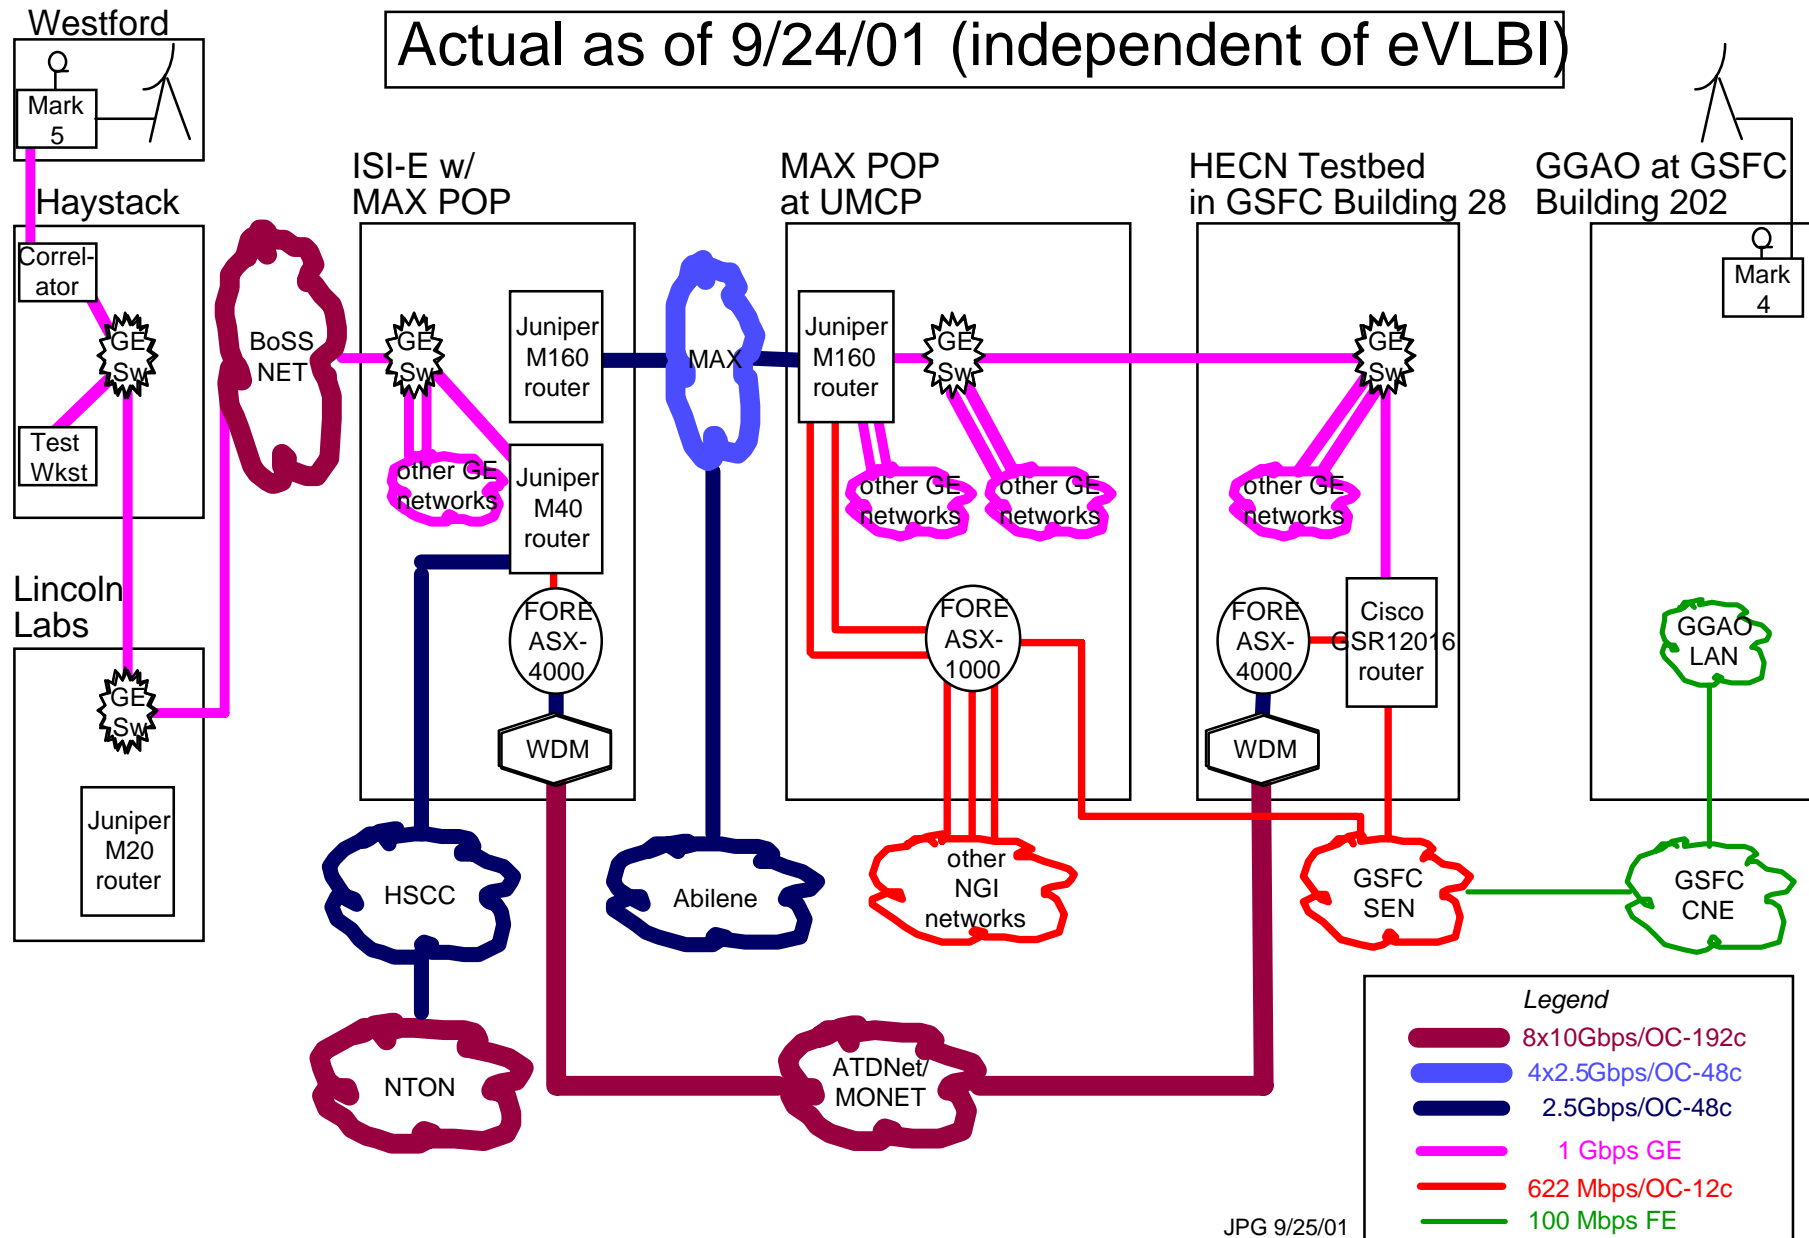 Actual as of 9/24/01 (independent of eVLBI)
Westford
Mark
5
Haystack
Correl-
ator
GE
Sw
Test
Wkst
Lincoln
Labs
GE
Sw
Juniper
M20
router
BoSS
NET
ISI-E w/
MAX POP
GE
Sw
Juniper
M160
router
other GE
networks
Juniper
M40
router
FORE
ASX-
4000
WDM
HSCC
NTON
MAX
Abilene
MAX POP
at UMCP
Juniper
M160
router
GE
Sw
other GE
networks
other GE
networks
FORE
ASX-
1000
other
NGI
networks
ATDNet/
MONET
HECN Testbed
in GSFC Building 28
GE
Sw
other GE
networks
FORE
ASX-
4000
Cisco
GSR12016
router
WDM
GSFC
SEN
GGAO at GSFC
Building 202
Mark
4
GGAO
LAN
GSFC
CNE
Legend
8x10Gbps/OC-192c
4x2.5Gbps/OC-48c
2.5Gbps/OC-48c
1 Gbps GE
622 Mbps/OC-12c
100 Mbps FE
JPG 9/25/01